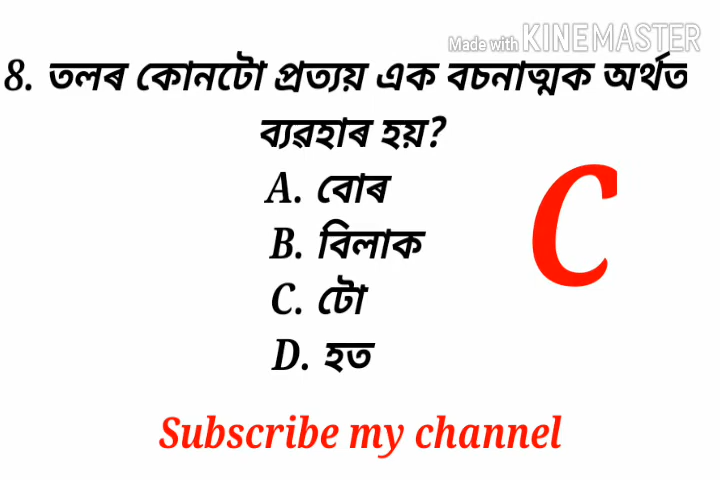 Made with KINEMASTER
8. তলৰ কোনটো প্ৰত্যয় এক বচনাত্মক অৰ্থত
ব্যৱহাৰ হয়?
A. বোৰ
B. বিলাক
C. টো
D. হত
C
Subscribe my channel